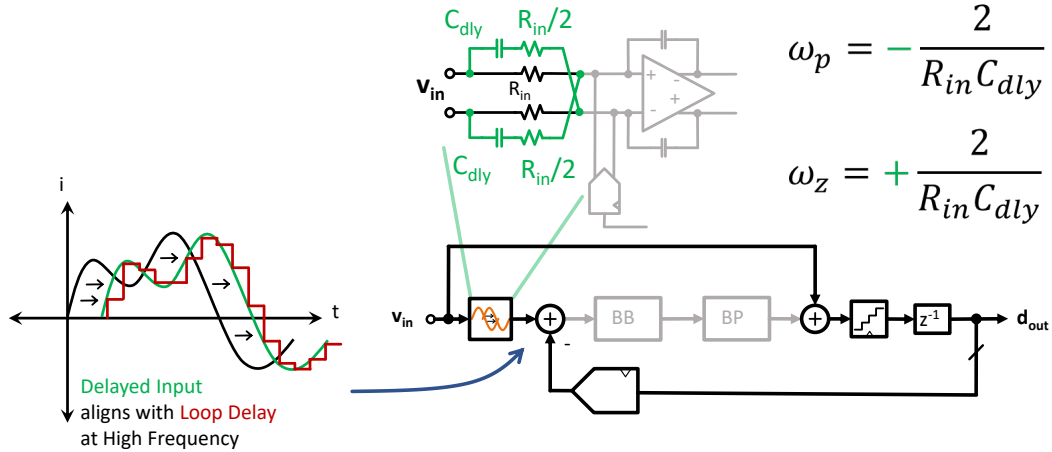 C_dly R_in/2
v_in
R_in
+ -
- +
C_dly R_in/2
ω_p = − 2 / (R_in C_dly)
ω_z = + 2 / (R_in C_dly)
i
t
Delayed Input
aligns with Loop Delay
at High Frequency
v_in
+
-
BB
BP
+
z⁻¹
d_out